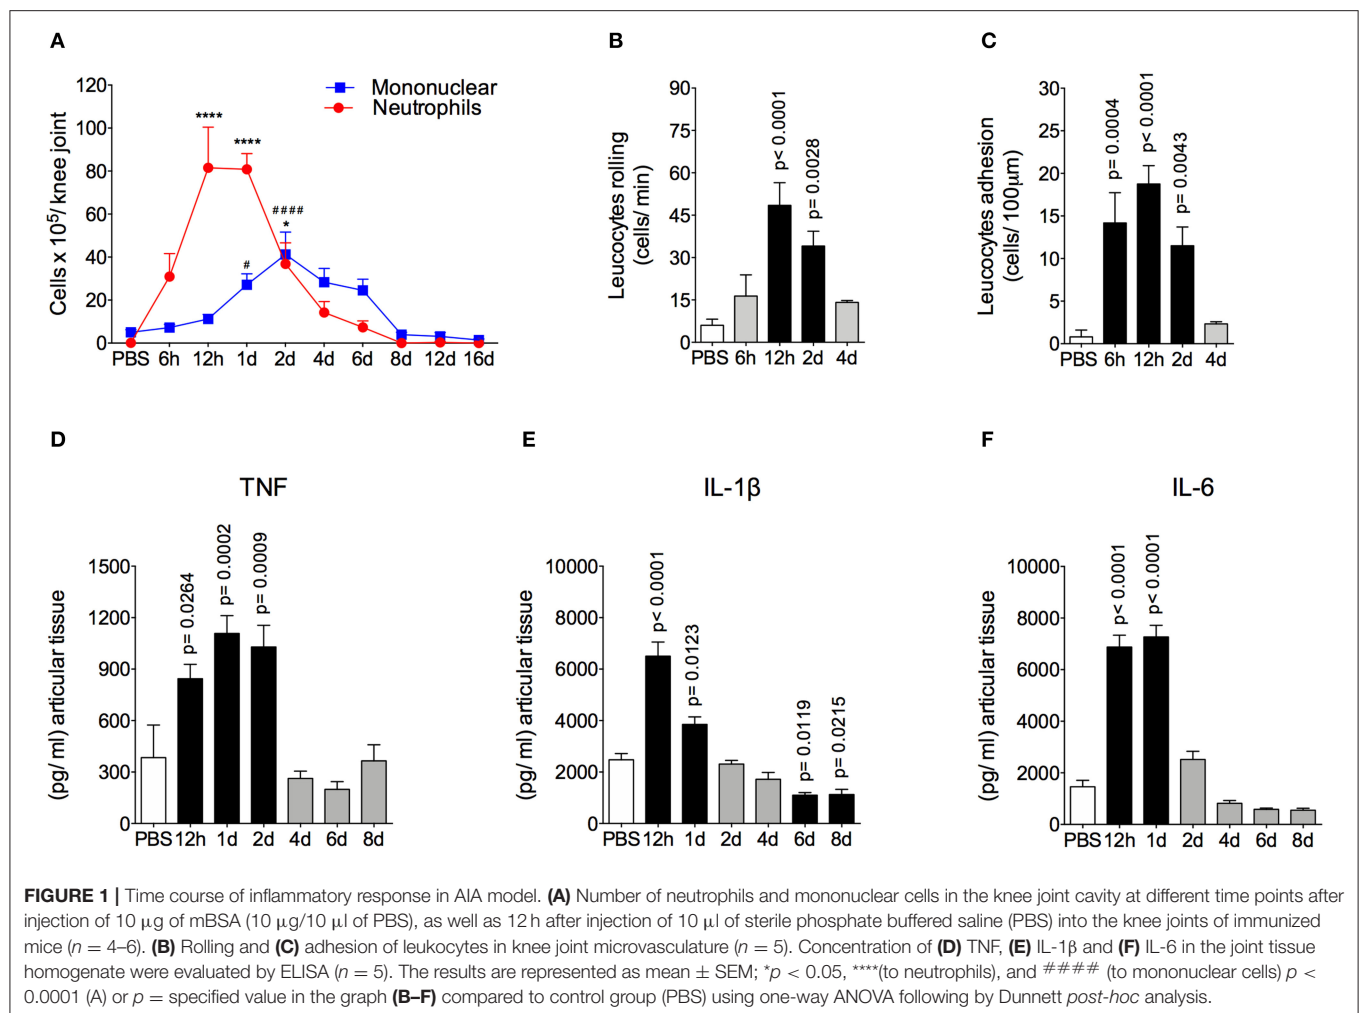 A
Mononuclear
Neutrophils
Cells x 10⁵/ knee joint
120
100
80
60
40
20
0
****
****
####
*
#
PBS 6h 12h 1d 2d 4d 6d 8d 12d 16d
B
Leucocytes rolling
(cells/ min)
90
75
60
45
30
15
0
p< 0.0001
p= 0.0028
PBS 6h 12h 2d 4d
C
Leucocytes adhesion
(cells/ 100μm)
30
25
20
15
10
5
0
p= 0.0004
p< 0.0001
p= 0.0043
PBS 6h 12h 2d 4d
D
TNF
(pg/ ml) articular tissue
1500
1200
900
600
300
0
p= 0.0264
p= 0.0002
p= 0.0009
PBS 12h 1d 2d 4d 6d 8d
E
IL-1β
(pg/ ml) articular tissue
10000
8000
6000
4000
2000
0
p< 0.0001
p= 0.0123
p= 0.0119
p= 0.0215
PBS 12h 1d 2d 4d 6d 8d
F
IL-6
(pg/ ml) articular tissue
10000
8000
6000
4000
2000
0
p< 0.0001
p< 0.0001
PBS 12h 1d 2d 4d 6d 8d
FIGURE 1 | Time course of inflammatory response in AIA model. (A) Number of neutrophils and mononuclear cells in the knee joint cavity at different time points after
injection of 10 μg of mBSA (10 μg/10 μl of PBS), as well as 12 h after injection of 10 μl of sterile phosphate buffered saline (PBS) into the knee joints of immunized
mice (n = 4–6). (B) Rolling and (C) adhesion of leukocytes in knee joint microvasculature (n = 5). Concentration of (D) TNF, (E) IL-1β and (F) IL-6 in the joint tissue
homogenate were evaluated by ELISA (n = 5). The results are represented as mean ± SEM; *p < 0.05, ****(to neutrophils), and #### (to mononuclear cells) p <
0.0001 (A) or p = specified value in the graph (B–F) compared to control group (PBS) using one-way ANOVA following by Dunnett post-hoc analysis.